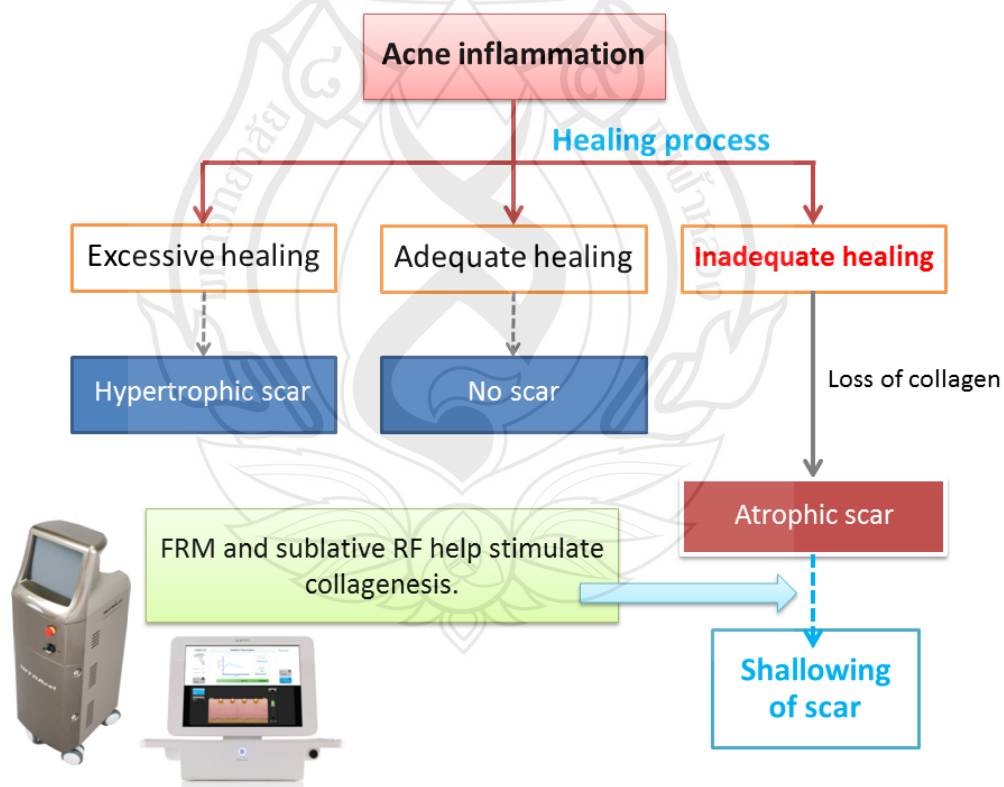 Acne inflammation
Healing process
Excessive healing
Adequate healing
Inadequate healing
Hypertrophic scar
No scar
Loss of collagen
Atrophic scar
FRM and sublative RF help stimulate
collagenesis.
Shallowing
of scar